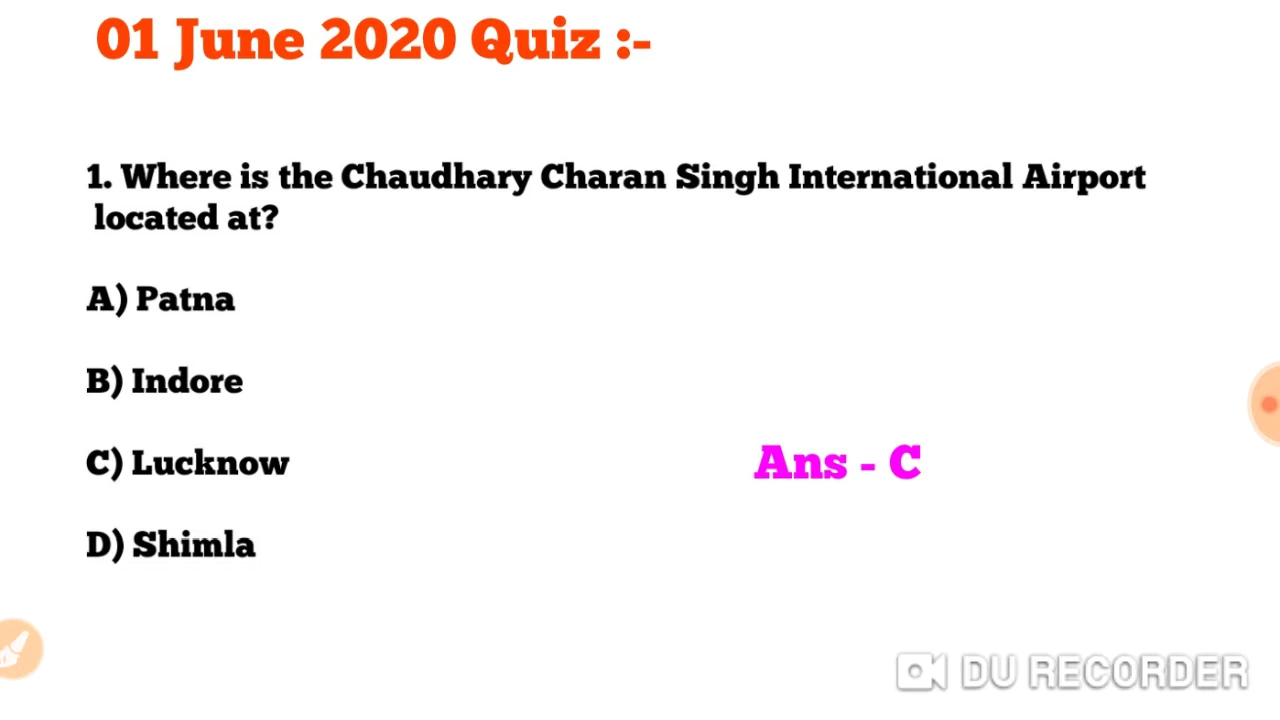 01 June 2020 Quiz :-
1. Where is the Chaudhary Charan Singh International Airport
located at?
A) Patna
B) Indore
C) Lucknow
Ans - C
D) Shimla
DU RECORDER